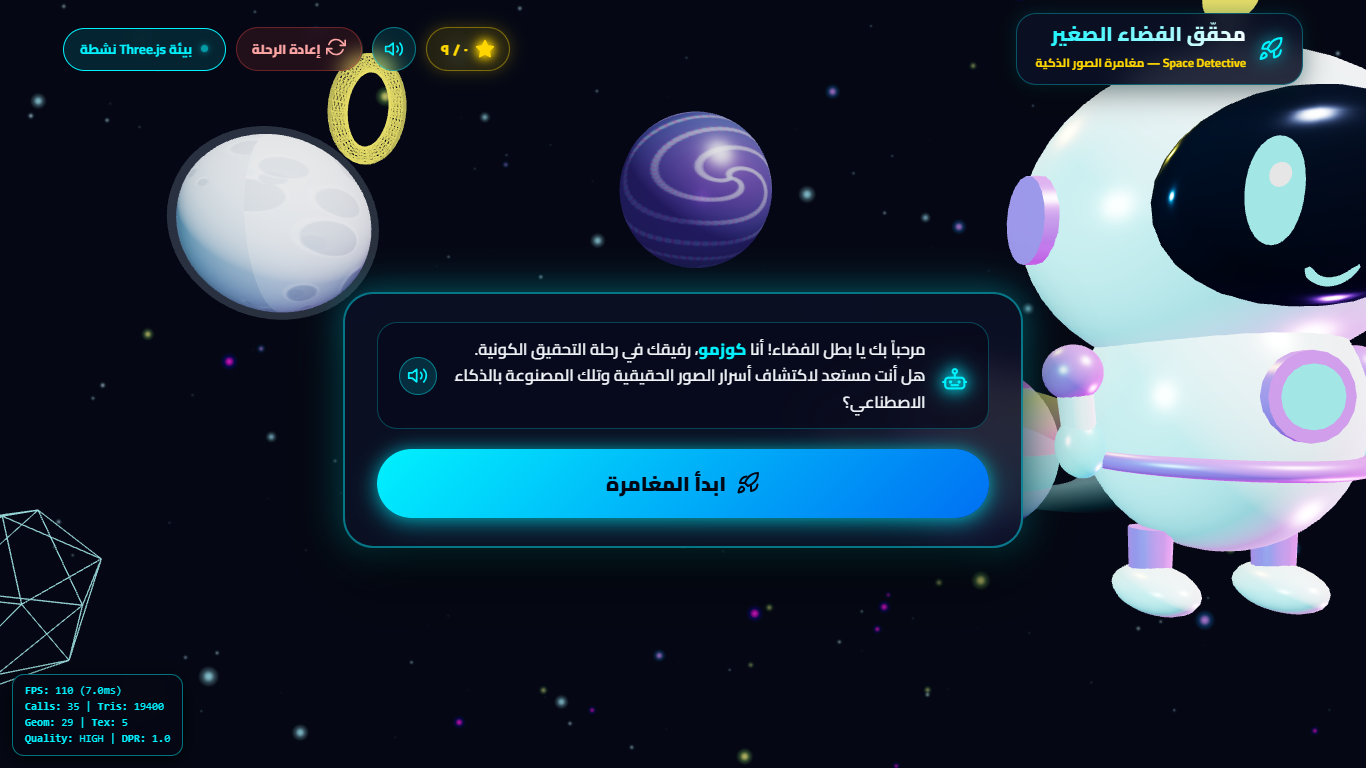 محقّق الفضاء الصغير
Space Detective — مغامرة الصور الذكية
٠ / ٩
إعادة الرحلة
بيئة Three.js نشطة
مرحباً بك يا بطل الفضاء! أنا كوزمو، رفيقك في رحلة التحقيق الكونية.
هل أنت مستعد لاكتشاف أسرار الصور الحقيقية وتلك المصنوعة بالذكاء
الاصطناعي؟
ابدأ المغامرة
FPS: 110 (7.0ms)
Calls: 35 | Tris: 19400
Geom: 29 | Tex: 5
Quality: HIGH | DPR: 1.0